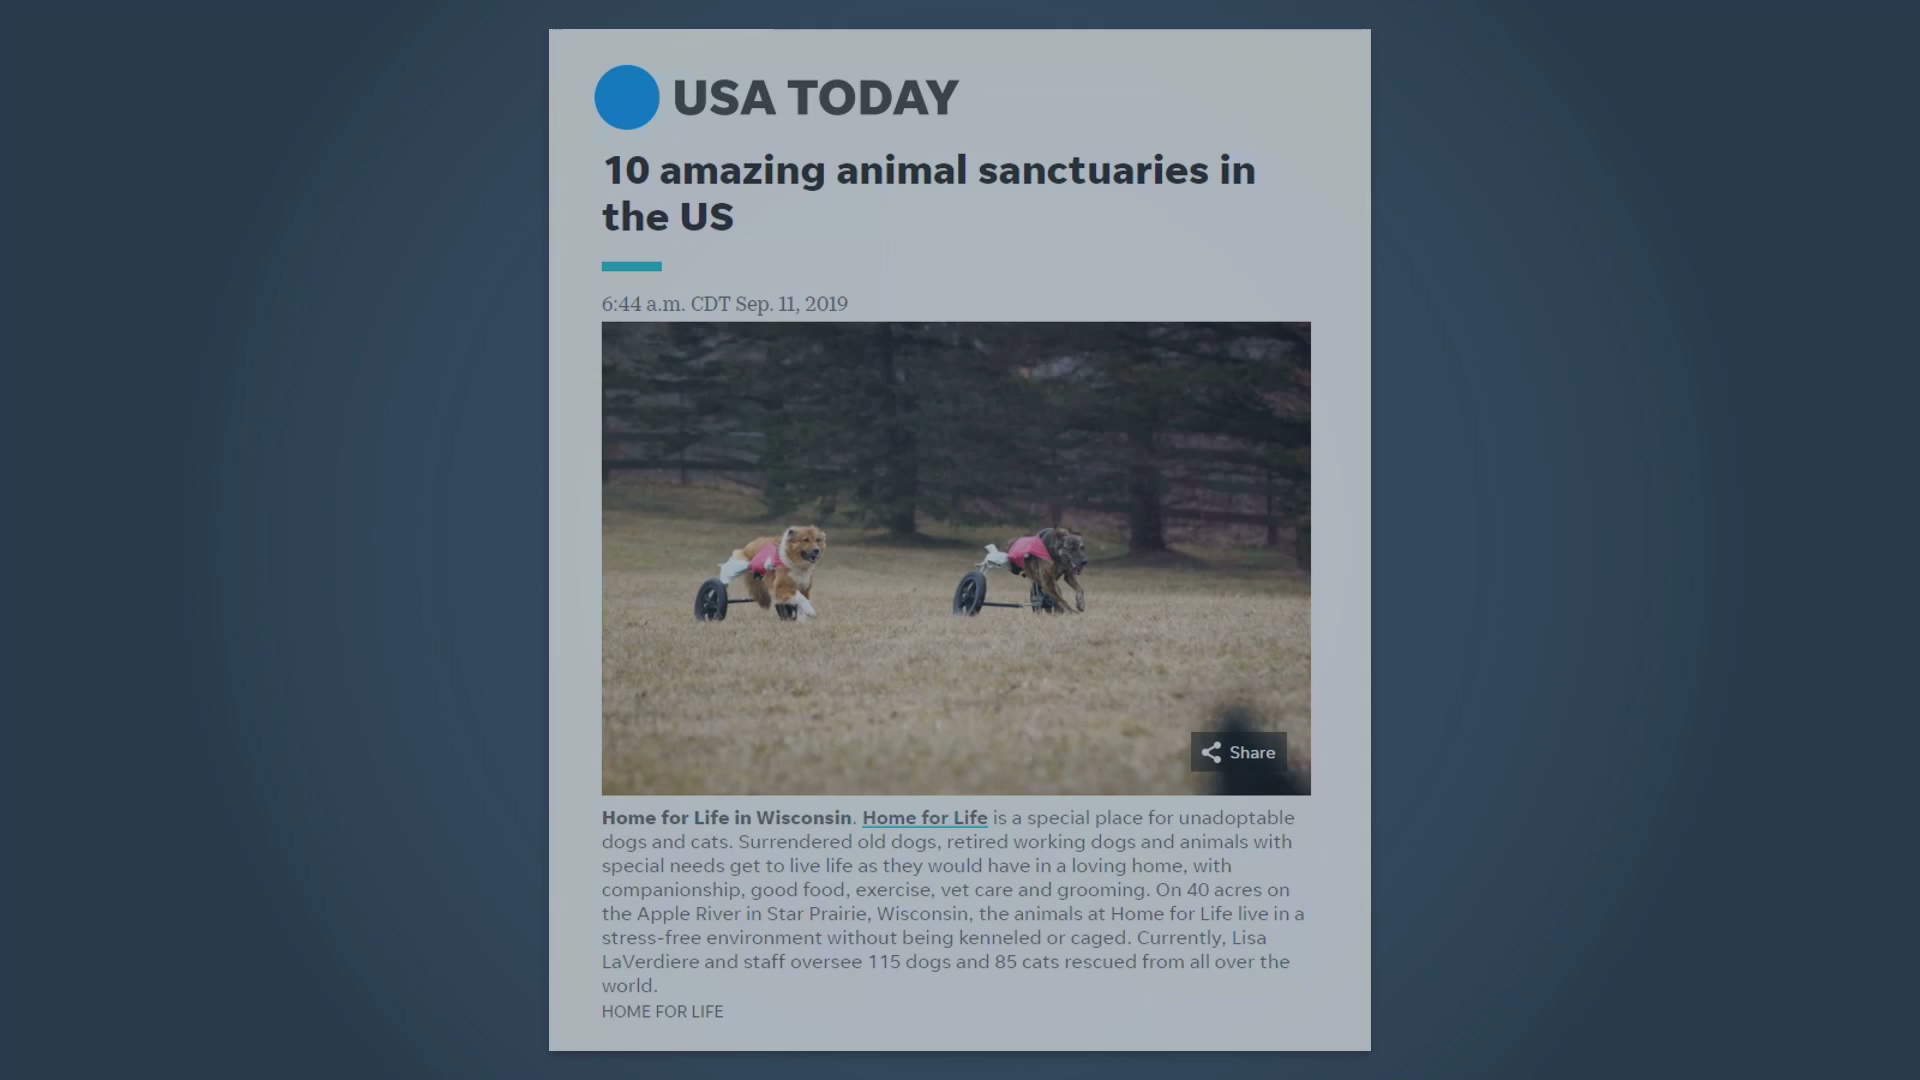 USA TODAY
10 amazing animal sanctuaries in
the US
6:44 a.m. CDT Sep. 11, 2019
Share
Home for Life in Wisconsin. Home for Life is a special place for unadoptable
dogs and cats. Surrendered old dogs, retired working dogs and animals with
special needs get to live life as they would have in a loving home, with
companionship, good food, exercise, vet care and grooming. On 40 acres on
the Apple River in Star Prairie, Wisconsin, the animals at Home for Life live in a
stress-free environment without being kenneled or caged. Currently, Lisa
LaVerdiere and staff oversee 115 dogs and 85 cats rescued from all over the
world.
HOME FOR LIFE